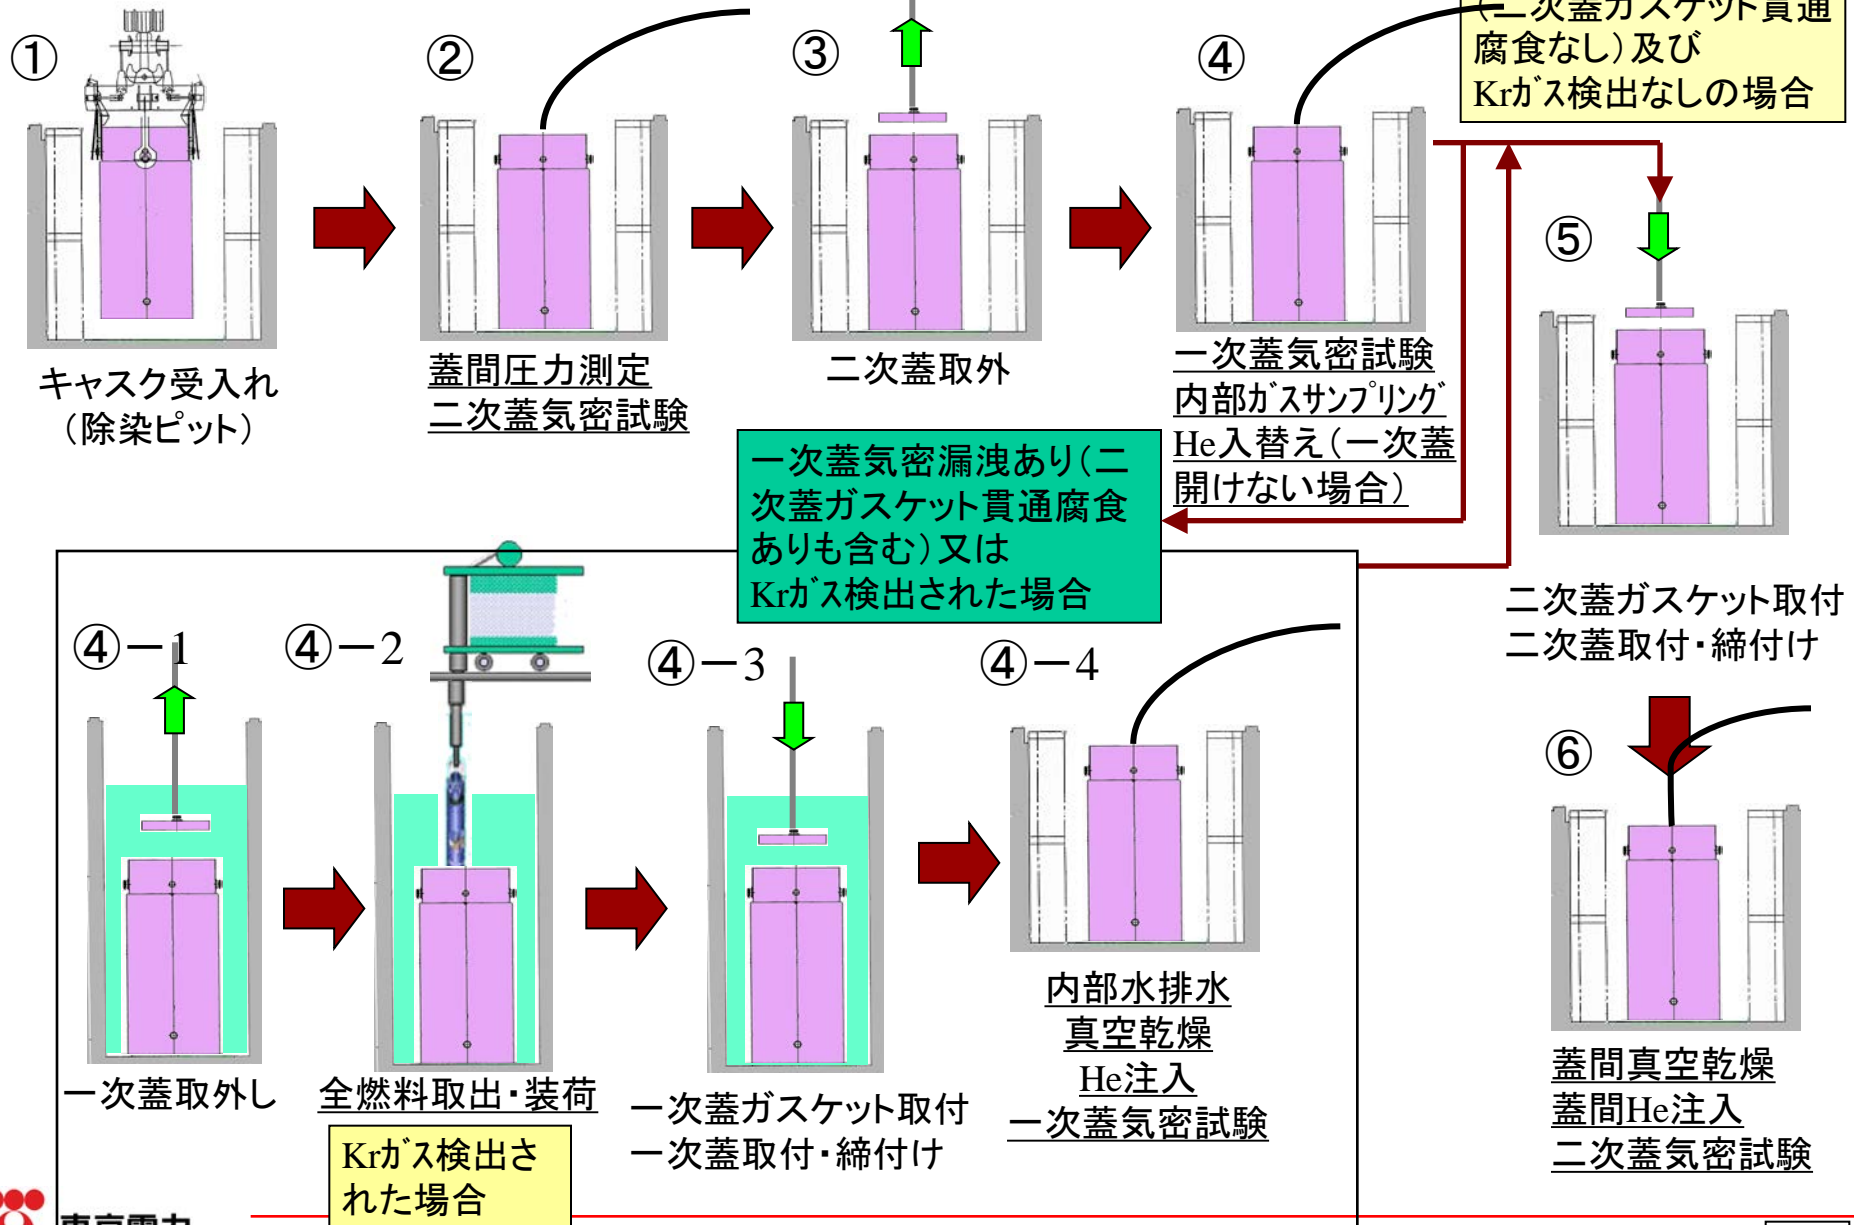 ①
キャスク受入れ
（除染ピット）
②
蓋間圧力測定
二次蓋気密試験
③
二次蓋取外
④
一次蓋気密試験
内部ｶﾞｽｻﾝﾌﾟﾘﾝｸﾞ
He入替え（一次蓋
開けない場合）
（二次蓋ガスケット貫通
腐食なし）及び
Krｶﾞｽ検出なしの場合
⑤
二次蓋ガスケット取付
二次蓋取付・締付け
一次蓋気密漏洩あり（二
次蓋ガスケット貫通腐食
ありも含む）又は
Krｶﾞｽ検出された場合
④－1
一次蓋取外し
④－2
全燃料取出・装荷
Krｶﾞｽ検出さ
れた場合
④－3
一次蓋ガスケット取付
一次蓋取付・締付け
④－4
内部水排水
真空乾燥
He注入
一次蓋気密試験
⑥
蓋間真空乾燥
蓋間He注入
二次蓋気密試験
東京電力